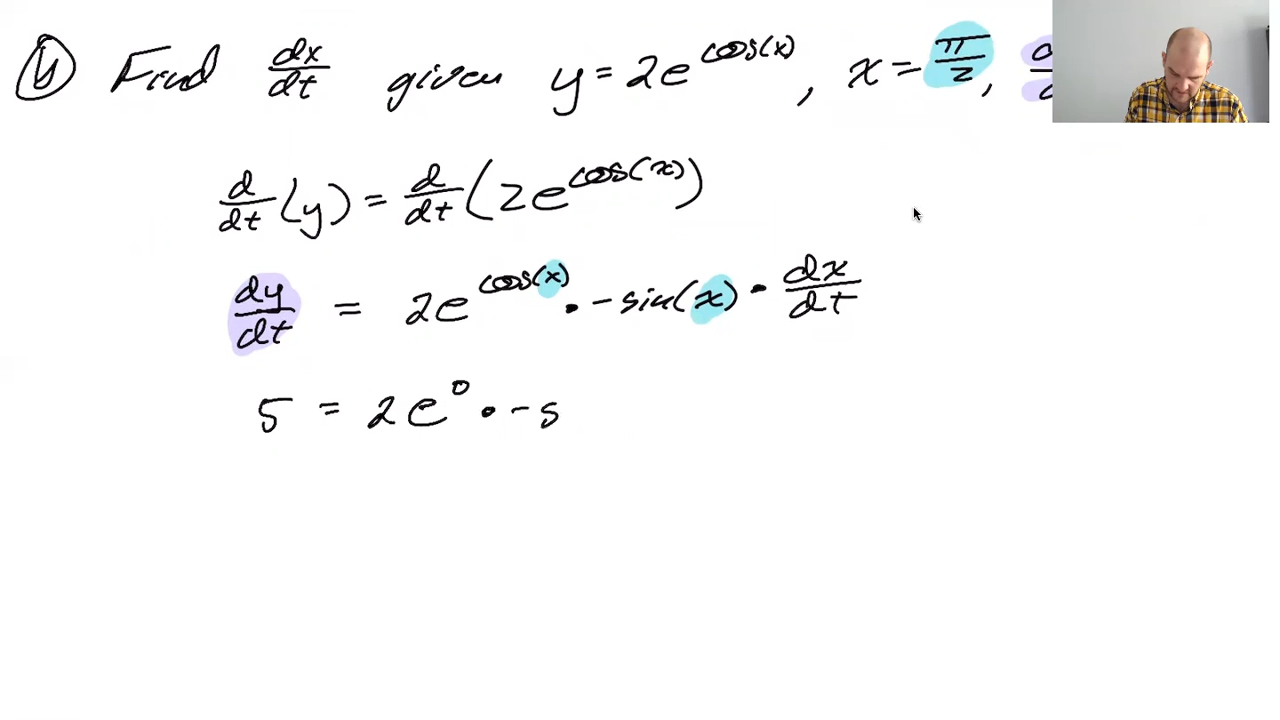 ④ Find dx/dt given y = 2e^cos(x), x = π/2,
d/dt (y) = d/dt (2e^cos(x))
dy/dt = 2e^cos(x) · -sin(x) · dx/dt
5 = 2e^0 · -s